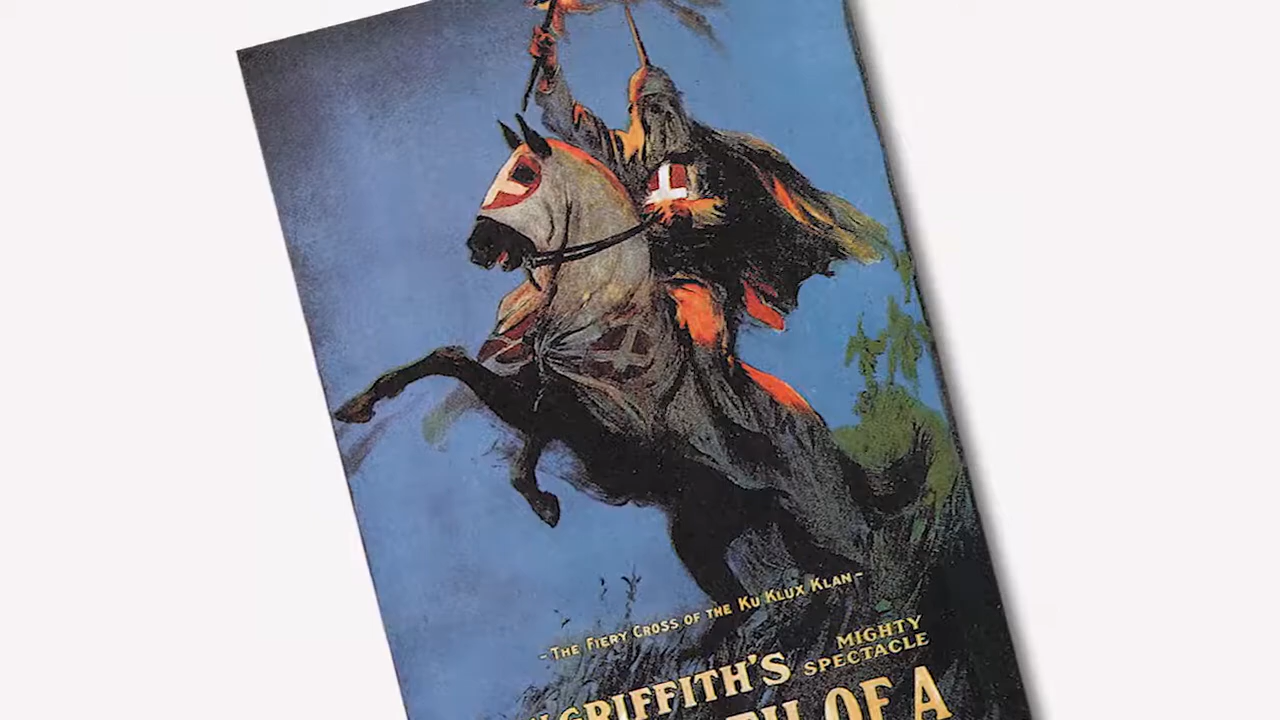 - THE FIERY CROSS OF THE KU KLUX KLAN -
GRIFFITH'S MIGHTY SPECTACLE
OF A